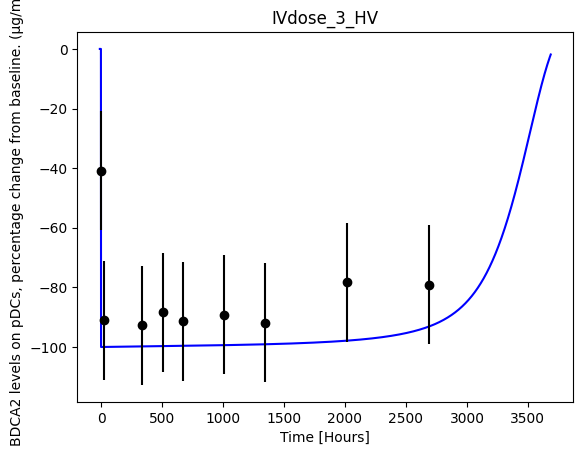 IVdose_3_HV
BDCA2 levels on pDCs, percentage change from baseline.
0
−20
−40
−60
−80
−100
0 500 1000 1500 2000 2500 3000 3500
Time [Hours]